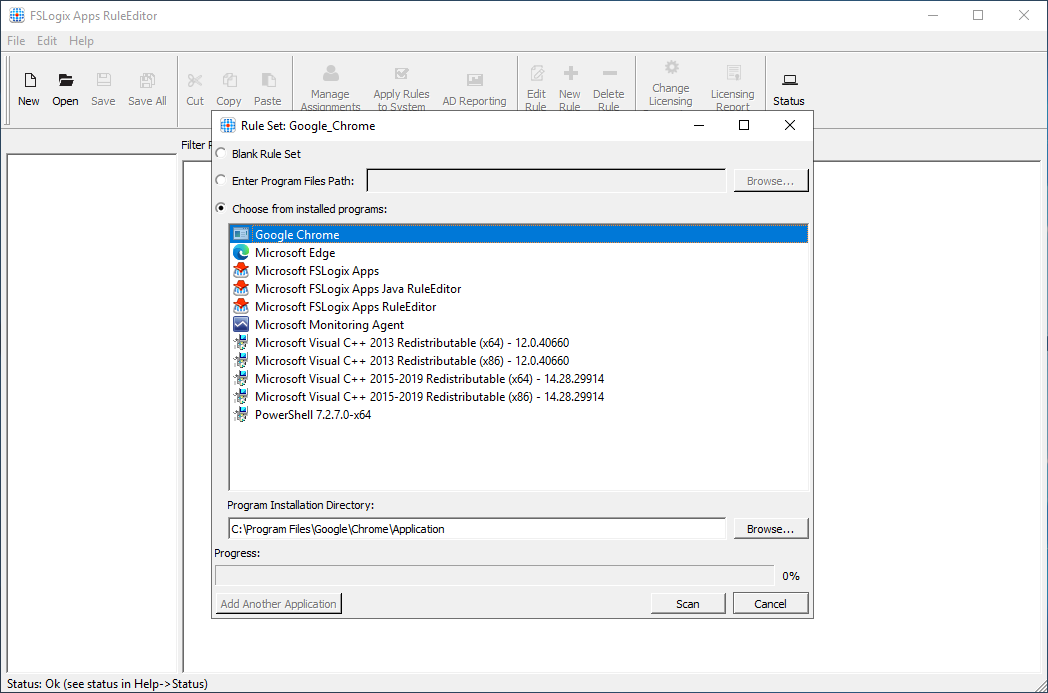 FSLogix Apps RuleEditor
File Edit Help
New Open Save Save All Cut Copy Paste Manage Assignments Apply Rules to System AD Reporting Edit Rule New Rule Delete Rule Change Licensing Licensing Report Status
Filter
Rule Set: Google_Chrome
Blank Rule Set
Enter Program Files Path: Browse...
Choose from installed programs:
Google Chrome
Microsoft Edge
Microsoft FSLogix Apps
Microsoft FSLogix Apps Java RuleEditor
Microsoft FSLogix Apps RuleEditor
Microsoft Monitoring Agent
Microsoft Visual C++ 2013 Redistributable (x64) - 12.0.40660
Microsoft Visual C++ 2013 Redistributable (x86) - 12.0.40660
Microsoft Visual C++ 2015-2019 Redistributable (x64) - 14.28.29914
Microsoft Visual C++ 2015-2019 Redistributable (x86) - 14.28.29914
PowerShell 7.2.7.0-x64
Program Installation Directory:
C:\Program Files\Google\Chrome\Application Browse...
Progress:
0%
Add Another Application Scan Cancel
Status: Ok (see status in Help->Status)